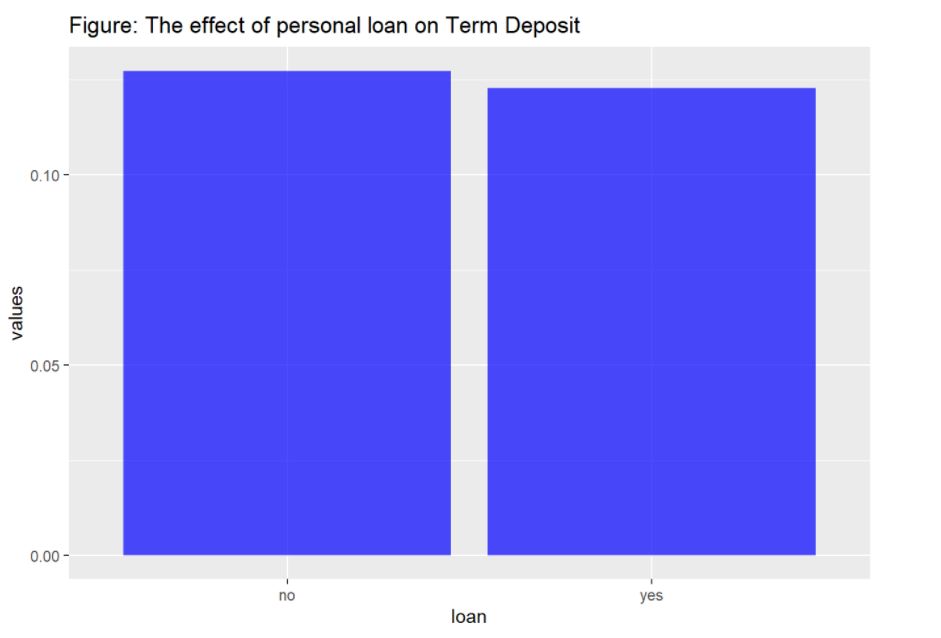 Figure: The effect of personal loan on Term Deposit
values
0.10
0.05
0.00
no yes
loan